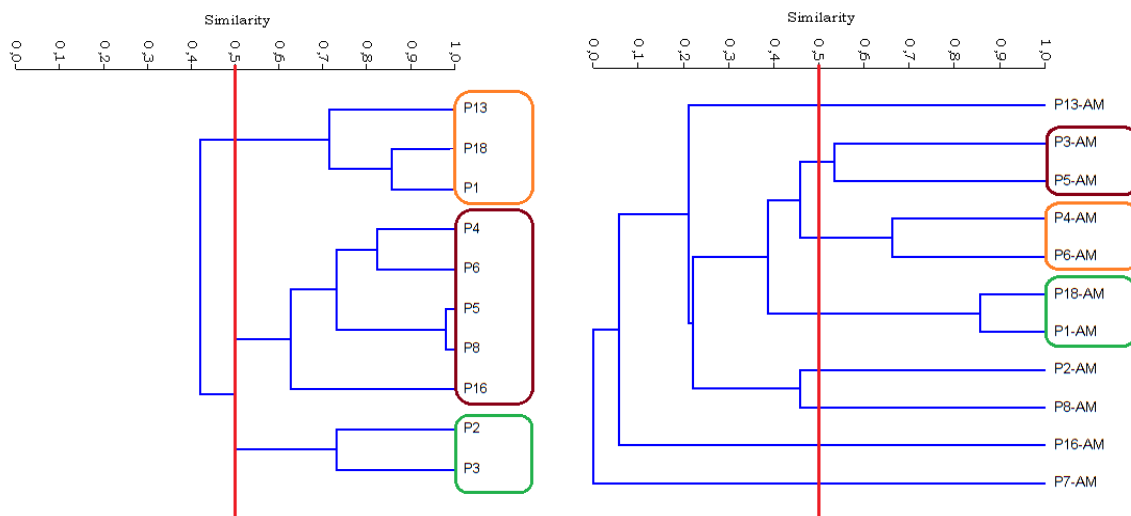 Similarity
0,0 0,1 0,2 0,3 0,4 0,5 0,6 0,7 0,8 0,9 1,0
P13
P18
P1
P4
P6
P5
P8
P16
P2
P3
Similarity
0,0 0,1 0,2 0,3 0,4 0,5 0,6 0,7 0,8 0,9 1,0
P13-AM
P3-AM
P5-AM
P4-AM
P6-AM
P18-AM
P1-AM
P2-AM
P8-AM
P16-AM
P7-AM